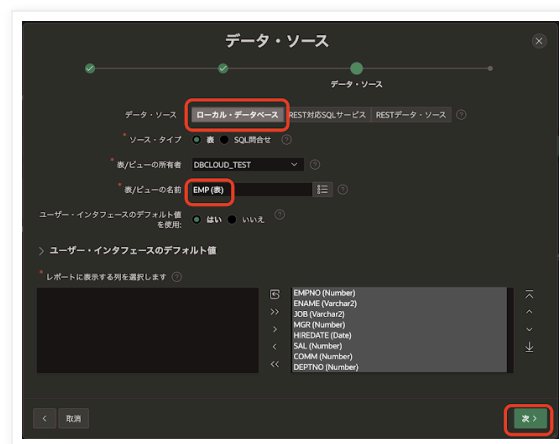 データ・ソース
データ・ソース
データ・ソース ローカル・データベース REST対応SQLサービス RESTデータ・ソース
* ソース・タイプ 表 SQL問合せ
* 表/ビューの所有者 DBCLOUD_TEST
* 表/ビューの名前 EMP (表)
ユーザー・インタフェースのデフォルト値
を使用: はい いいえ
ユーザー・インタフェースのデフォルト値
* レポートに表示する列を選択します
EMPNO (Number)
ENAME (Varchar2)
JOB (Varchar2)
MGR (Number)
HIREDATE (Date)
SAL (Number)
COMM (Number)
DEPTNO (Number)
取消 次